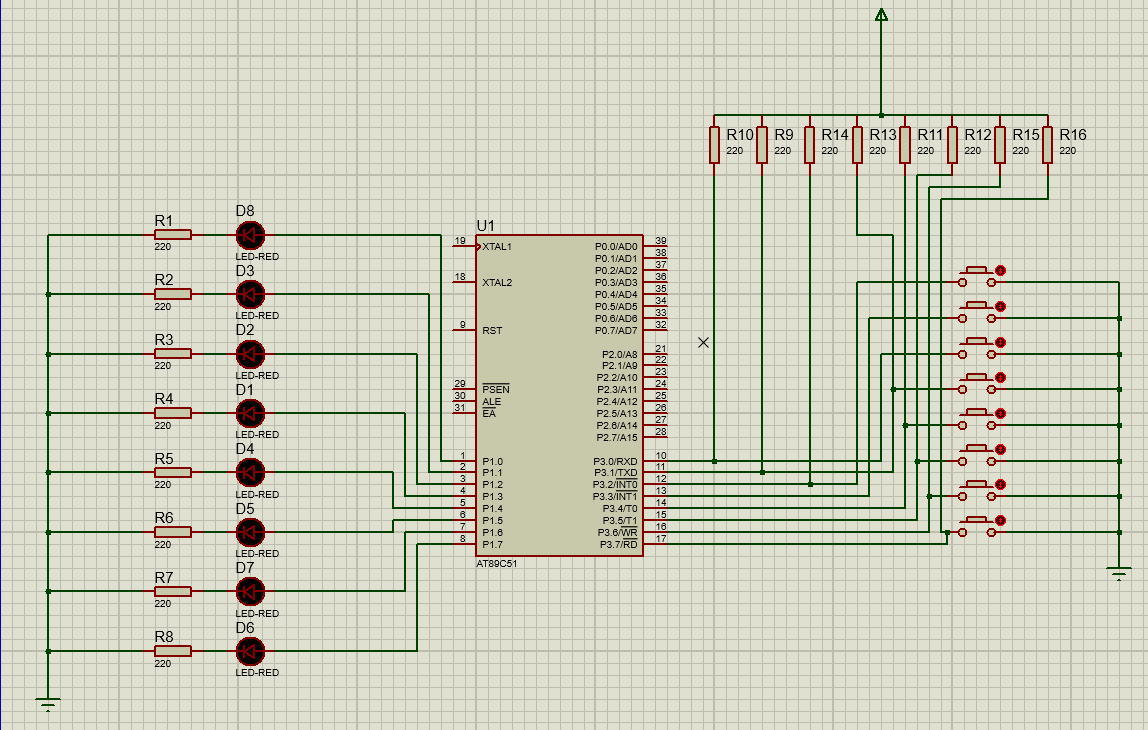 R10 R9 R14 R13 R11 R12 R15 R16
220 220 220 220 220 220 220 220
R1
220
D8
LED-RED
R2
220
D3
LED-RED
R3
220
D2
LED-RED
R4
220
D1
LED-RED
R5
220
D4
LED-RED
R6
220
D5
LED-RED
R7
220
D7
LED-RED
R8
220
D6
LED-RED
U1
19 XTAL1
18 XTAL2
9 RST
29 PSEN
30 ALE
31 EA
1 P1.0
2 P1.1
3 P1.2
4 P1.3
5 P1.4
6 P1.5
7 P1.6
8 P1.7
P0.0/AD0 39
P0.1/AD1 38
P0.2/AD2 37
P0.3/AD3 36
P0.4/AD4 35
P0.5/AD5 34
P0.6/AD6 33
P0.7/AD7 32
P2.0/A8 21
P2.1/A9 22
P2.2/A10 23
P2.3/A11 24
P2.4/A12 25
P2.5/A13 26
P2.6/A14 27
P2.7/A15 28
P3.0/RXD 10
P3.1/TXD 11
P3.2/INT0 12
P3.3/INT1 13
P3.4/T0 14
P3.5/T1 15
P3.6/WR 16
P3.7/RD 17
AT89C51